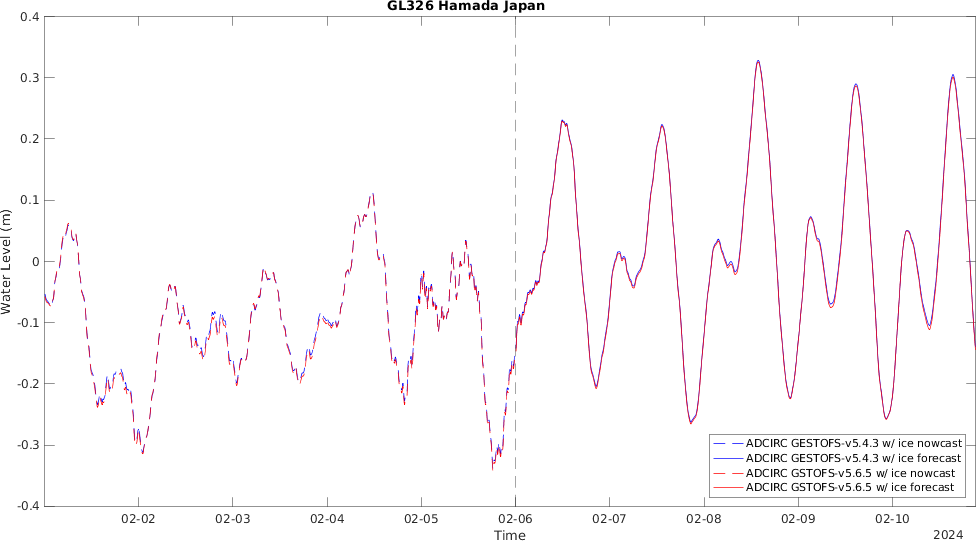 GL326 Hamada Japan
0.4
0.3
0.2
0.1
0
-0.1
-0.2
-0.3
-0.4
Water Level (m)
ADCIRC GESTOFS-v5.4.3 w/ ice nowcast
ADCIRC GESTOFS-v5.4.3 w/ ice forecast
ADCIRC GSTOFS-v5.6.5 w/ ice nowcast
ADCIRC GSTOFS-v5.6.5 w/ ice forecast
02-02 02-03 02-04 02-05 02-06 02-07 02-08 02-09 02-10
Time
2024